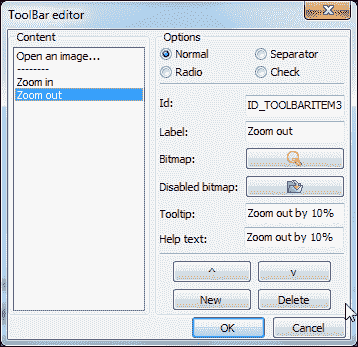 ToolBar editor
Content
Open an image...
--------
Zoom in
Zoom out
Options
Normal
Separator
Radio
Check
Id: ID_TOOLBARITEM3
Label: Zoom out
Bitmap:
Disabled bitmap:
Tooltip: Zoom out by 10%
Help text: Zoom out by 10%
^ v
New Delete
OK Cancel